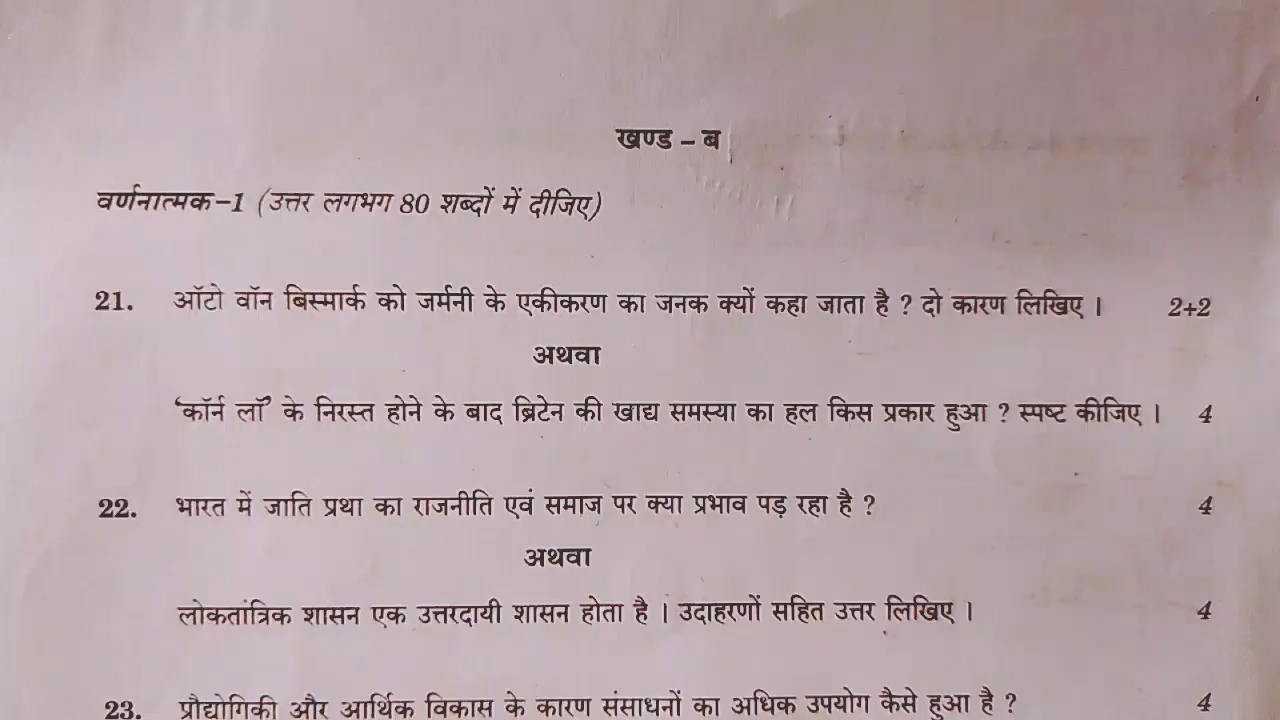 खण्ड – ब
वर्णनात्मक–1 (उत्तर लगभग 80 शब्दों में दीजिए)
21. ऑटो वॉन बिस्मार्क को जर्मनी के एकीकरण का जनक क्यों कहा जाता है ? दो कारण लिखिए । 2+2
अथवा
‘कॉर्न लॉ’ के निरस्त होने के बाद ब्रिटेन की खाद्य समस्या का हल किस प्रकार हुआ ? स्पष्ट कीजिए । 4
22. भारत में जाति प्रथा का राजनीति एवं समाज पर क्या प्रभाव पड़ रहा है ? 4
अथवा
लोकतांत्रिक शासन एक उत्तरदायी शासन होता है । उदाहरणों सहित उत्तर लिखिए । 4
23. प्रौद्योगिकी और आर्थिक विकास के कारण संसाधनों का अधिक उपयोग कैसे हुआ है ? 4